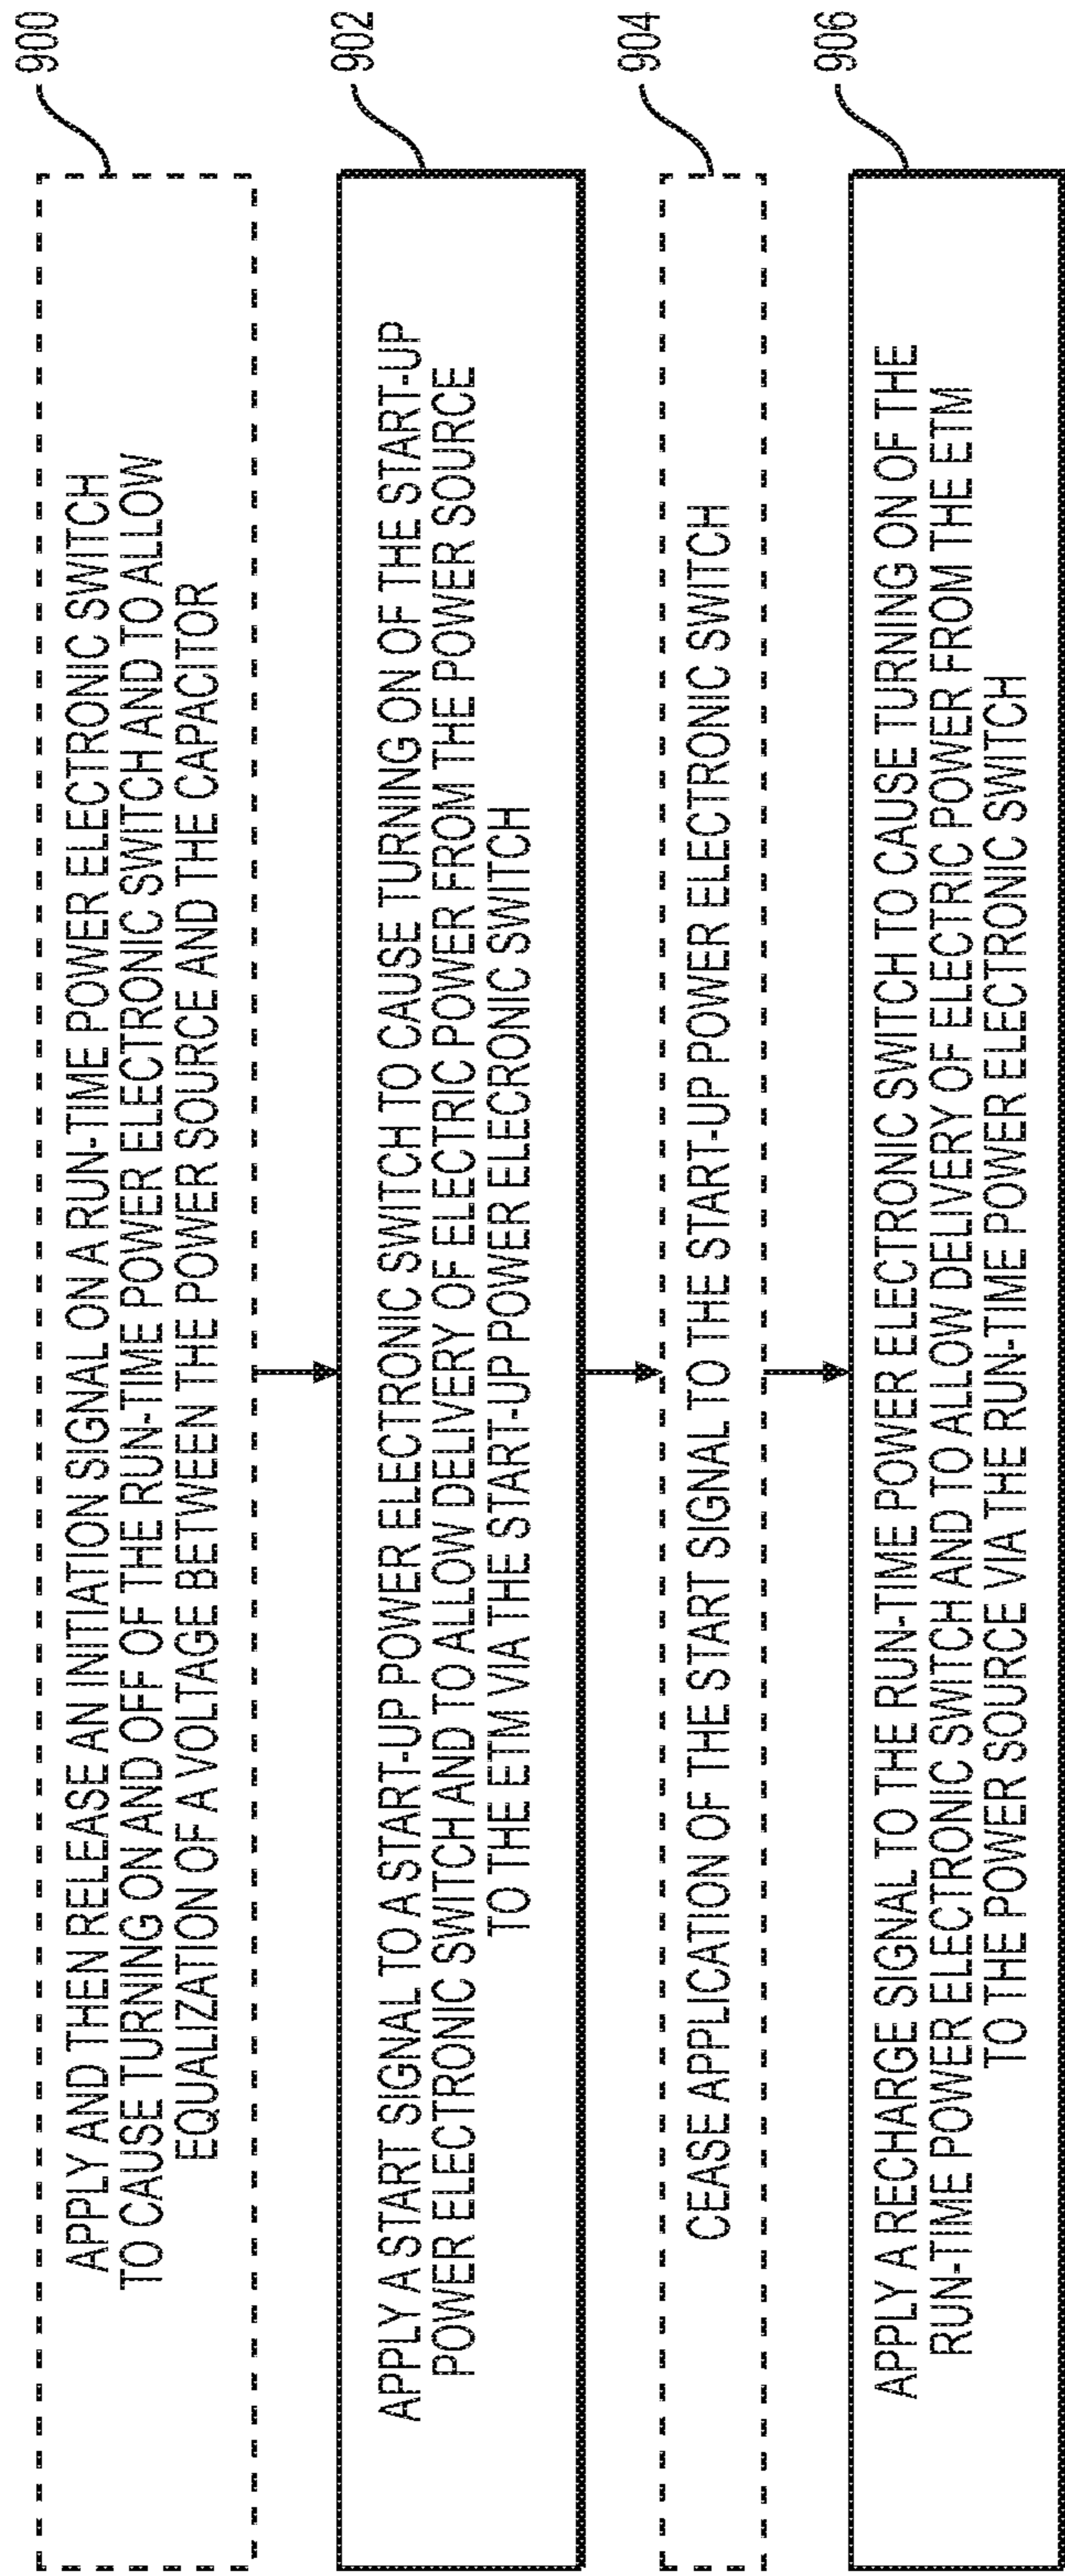 900
APPLY AND THEN RELEASE AN INITIATION SIGNAL ON A RUN-TIME POWER ELECTRONIC SWITCH
TO CAUSE TURNING ON AND OFF OF THE RUN-TIME POWER ELECTRONIC SWITCH AND TO ALLOW
EQUALIZATION OF A VOLTAGE BETWEEN THE POWER SOURCE AND THE CAPACITOR
902
APPLY A START SIGNAL TO A START-UP POWER ELECTRONIC SWITCH TO CAUSE TURNING ON OF THE START-UP
POWER ELECTRONIC SWITCH AND TO ALLOW DELIVERY OF ELECTRIC POWER FROM THE POWER SOURCE
TO THE ETM VIA THE START-UP POWER ELECRONIC SWITCH
904
CEASE APPLICATION OF THE START SIGNAL TO THE START-UP POWER ELECTRONIC SWITCH
906
APPLY A RECHARGE SIGNAL TO THE RUN-TIME POWER ELECTRONIC SWITCH TO CAUSE TURNING ON OF THE
RUN-TIME POWER ELECTRONIC SWITCH AND TO ALLOW DELIVERY OF ELECTRIC POWER FROM THE ETM
TO THE POWER SOURCE VIA THE RUN-TIME POWER ELECTRONIC SWITCH